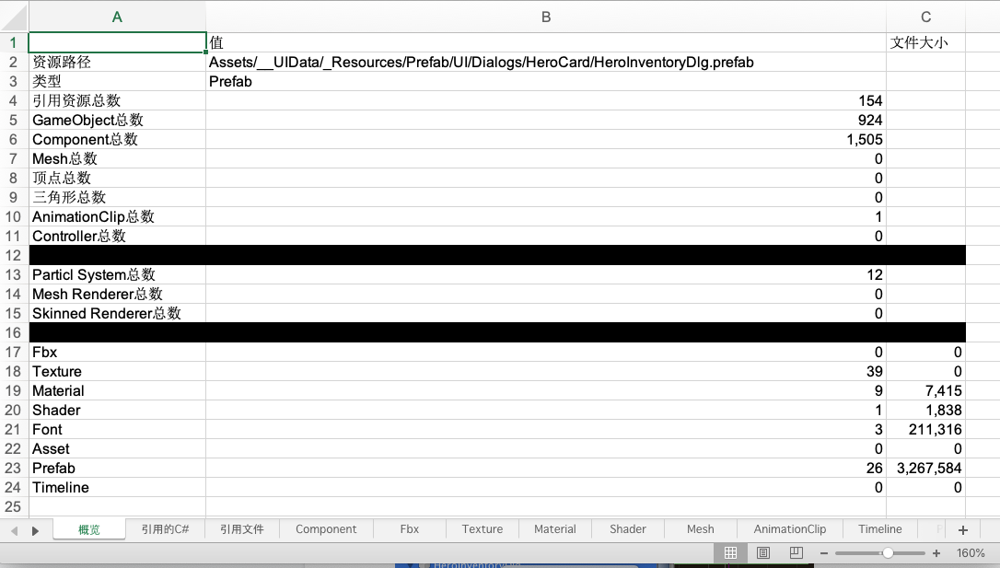 A B C
1 值 文件大小
2 资源路径 Assets/__UIData/_Resources/Prefab/UI/Dialogs/HeroCard/HeroInventoryDlg.prefab
3 类型 Prefab
4 引用资源总数 154
5 GameObject总数 924
6 Component总数 1,505
7 Mesh总数 0
8 顶点总数 0
9 三角形总数 0
10 AnimationClip总数 1
11 Controller总数 0
12
13 Particl System总数 12
14 Mesh Renderer总数 0
15 Skinned Renderer总数 0
16
17 Fbx 0 0
18 Texture 39 0
19 Material 9 7,415
20 Shader 1 1,838
21 Font 3 211,316
22 Asset 0 0
23 Prefab 26 3,267,584
24 Timeline 0 0
25
概览 引用的C# 引用文件 Component Fbx Texture Material Shader Mesh AnimationClip Timeline
160%